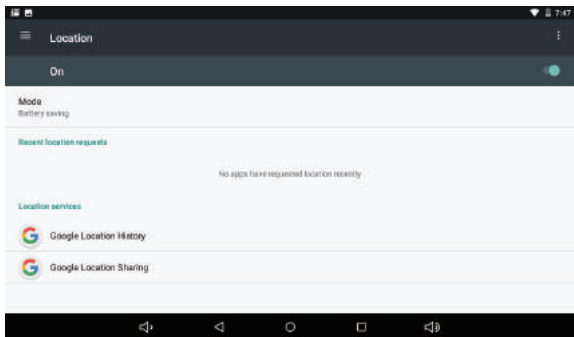 7:47
Location
On
Mode
Battery saving
Recent location requests
No apps have requested location recently
Location services
Google Location History
Google Location Sharing